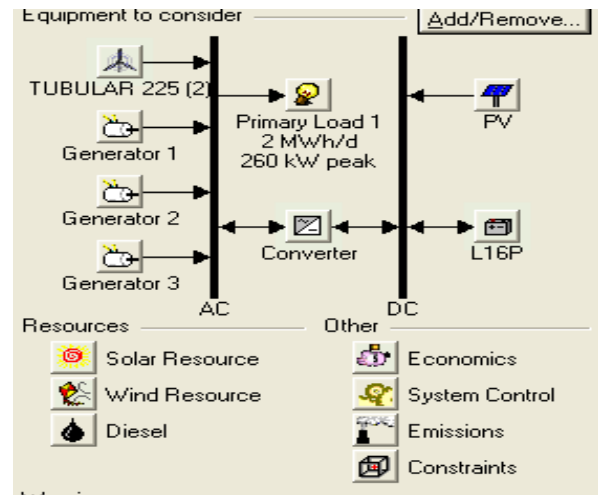 Equipment to consider
Add/Remove...
TUBULAR 225 (2)
Primary Load 1
2 MWh/d
260 kW peak
PV
Generator 1
Generator 2
Converter
L16P
Generator 3
AC
DC
Resources
Other
Solar Resource
Economics
Wind Resource
System Control
Diesel
Emissions
Constraints